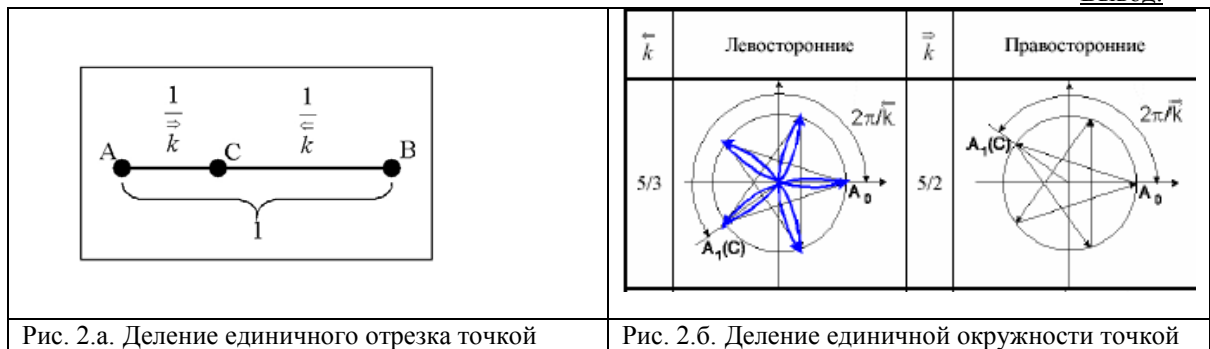 Вывод:
k⃖ Левосторонние k⃗ Правосторонние
1/k⃗ 1/k⃖
A C B
1
5/3 2π/k⃖ A₀ A₁(C)
5/2 2π/k⃗ A₁(C) A₀
Рис. 2.а. Деление единичного отрезка точкой
Рис. 2.б. Деление единичной окружности точкой